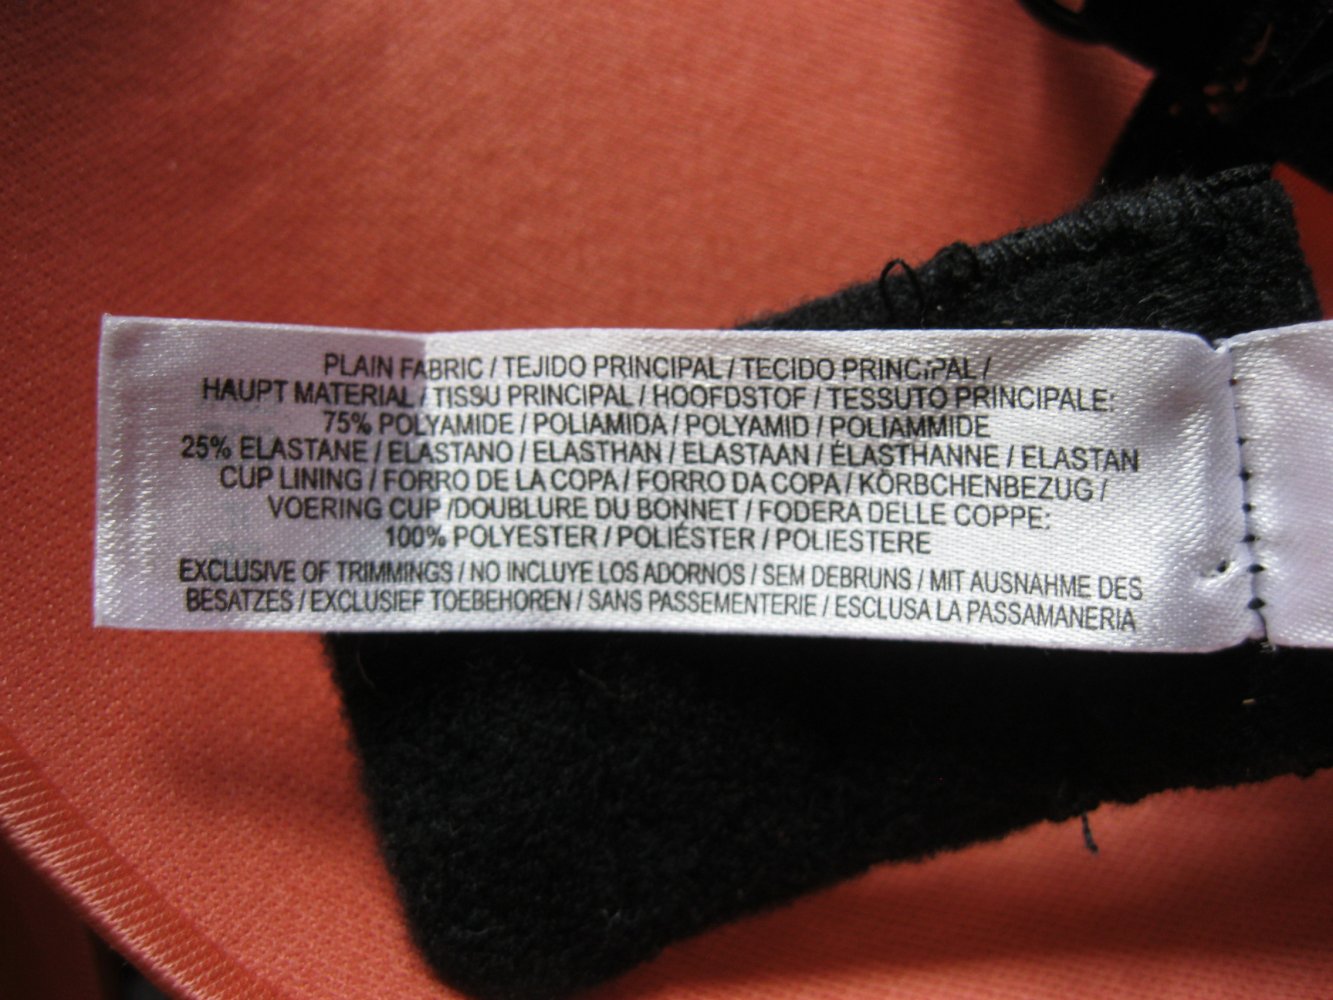 PLAIN FABRIC / TEJIDO PRINCIPAL / TECIDO PRINCIPAL /
HAUPT MATERIAL / TISSU PRINCIPAL / HOOFDSTOF / TESSUTO PRINCIPALE:
75% POLYAMIDE / POLIAMIDA / POLYAMID / POLIAMMIDE
25% ELASTANE / ELASTANO / ELASTHAN / ELASTAAN / ÉLASTHANNE / ELASTAN
CUP LINING / FORRO DE LA COPA / FORRO DA COPA / KÖRBCHENBEZUG /
VOERING CUP /DOUBLURE DU BONNET / FODERA DELLE COPPE:
100% POLYESTER / POLIÉSTER / POLIESTERE
EXCLUSIVE OF TRIMMINGS / NO INCLUYE LOS ADORNOS / SEM DEBRUNS / MIT AUSNAHME DES
BESATZES / EXCLUSIEF TOEBEHOREN / SANS PASSEMENTERIE / ESCLUSA LA PASSAMANERIA